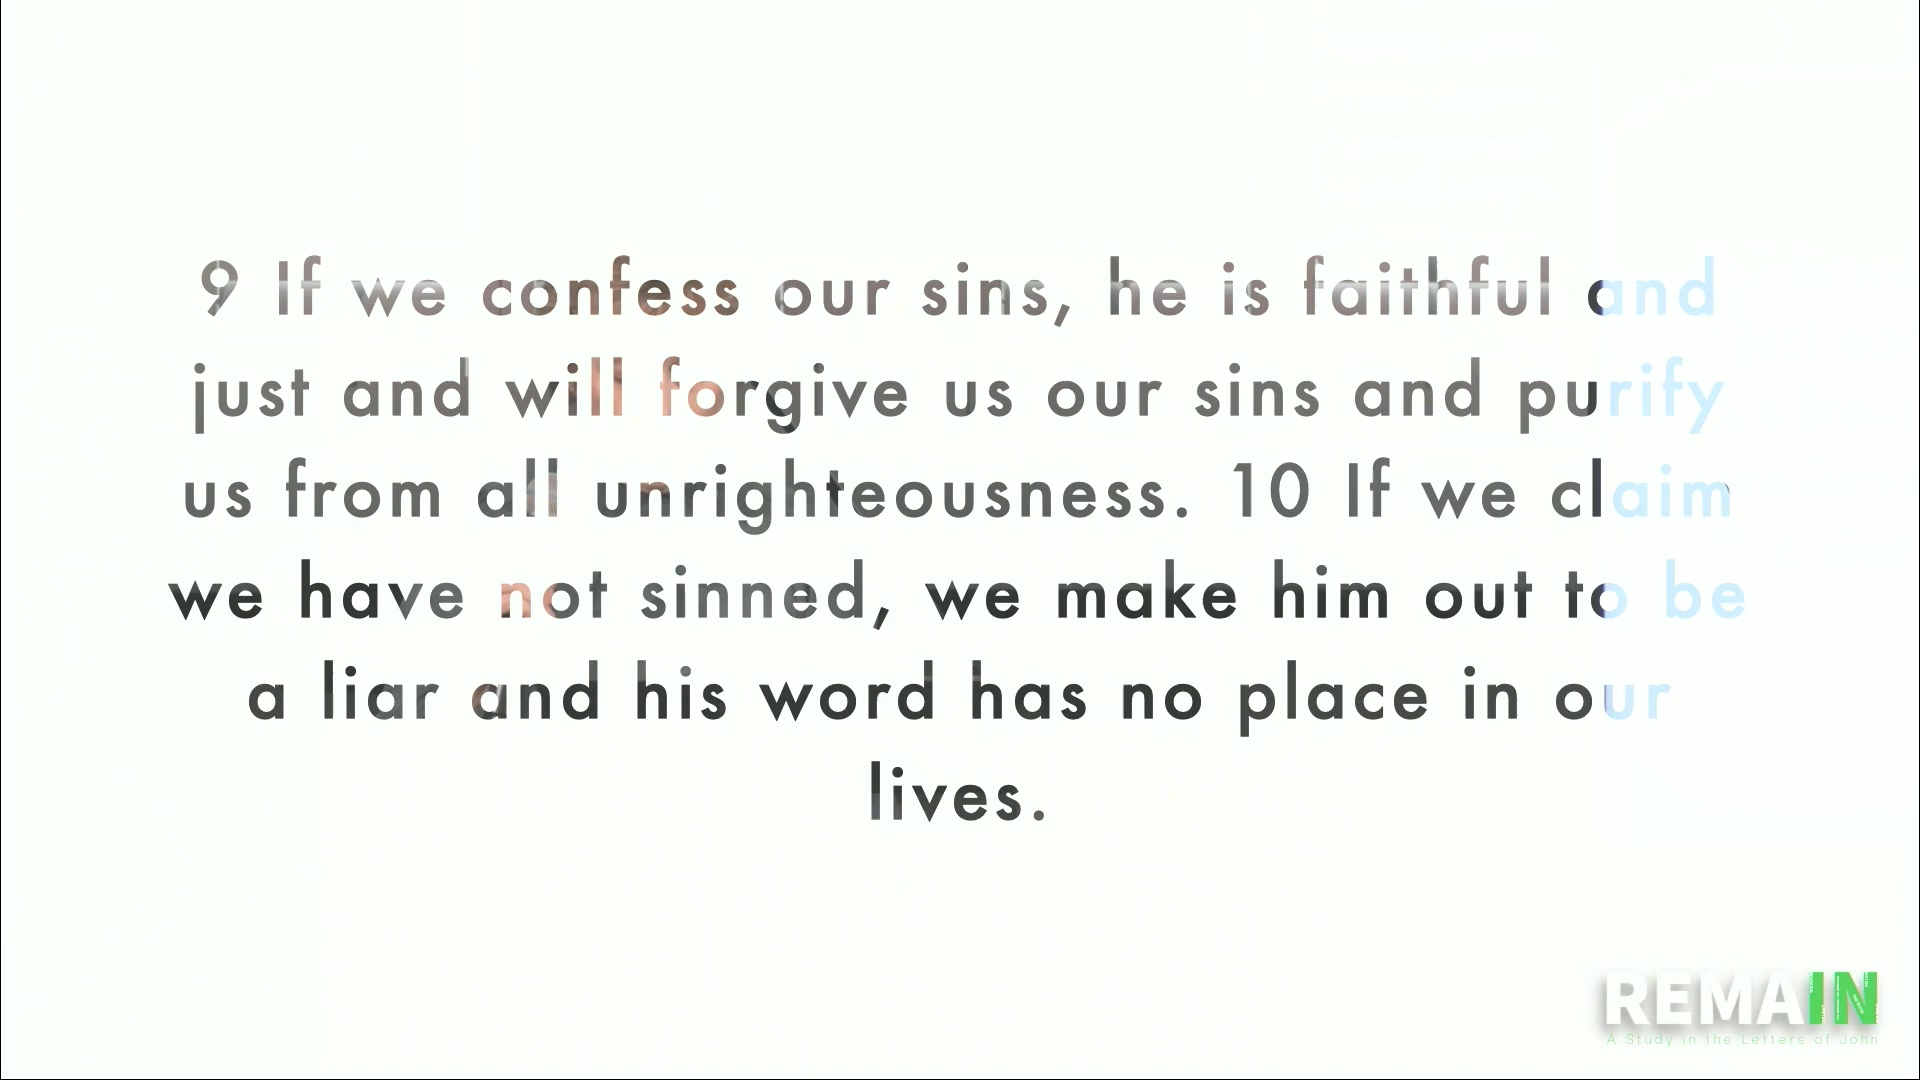 9 If we confess our sins, he is faithful and
just and will forgive us our sins and purify
us from all unrighteousness. 10 If we claim
we have not sinned, we make him out to be
a liar and his word has no place in our
lives.
REMAIN
A Study in the Letters of John